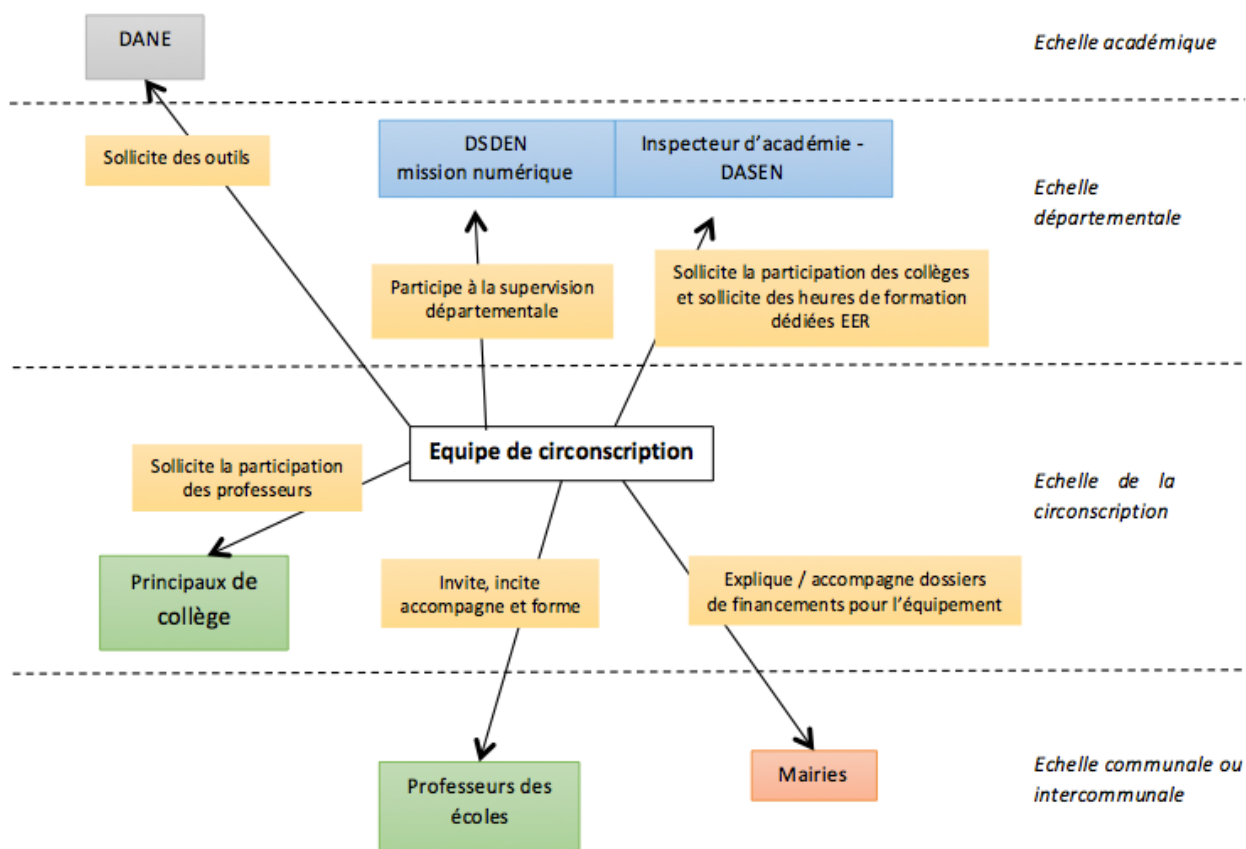 DANE
Echelle académique
Sollicite des outils
DSDEN
mission numérique
Inspecteur d'académie -
DASEN
Echelle
départementale
Participe à la supervision
départementale
Sollicite la participation des collèges
et sollicite des heures de formation
dédiées EER
Equipe de circonscription
Sollicite la participation
des professeurs
Echelle de la
circonscription
Principaux de
collège
Invite, incite
accompagne et forme
Explique / accompagne dossiers
de financements pour l'équipement
Professeurs des
écoles
Mairies
Echelle communale ou
intercommunale